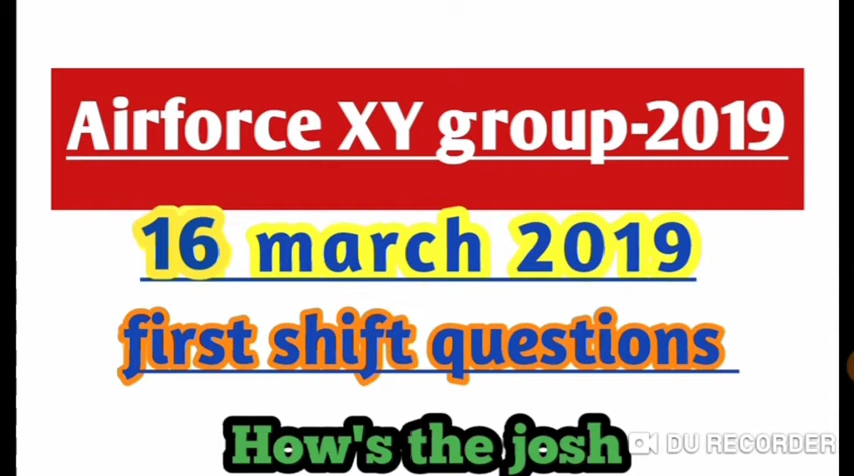 Airforce XY group-2019
16 march 2019
first shift questions
How's the josh
DU RECORDER